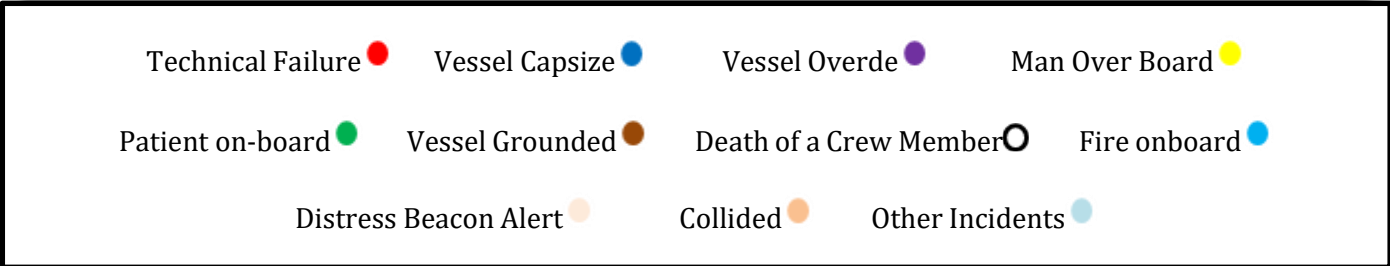 Technical Failure Vessel Capsize Vessel Overde Man Over Board
Patient on-board Vessel Grounded Death of a Crew Member Fire onboard
Distress Beacon Alert Collided Other Incidents